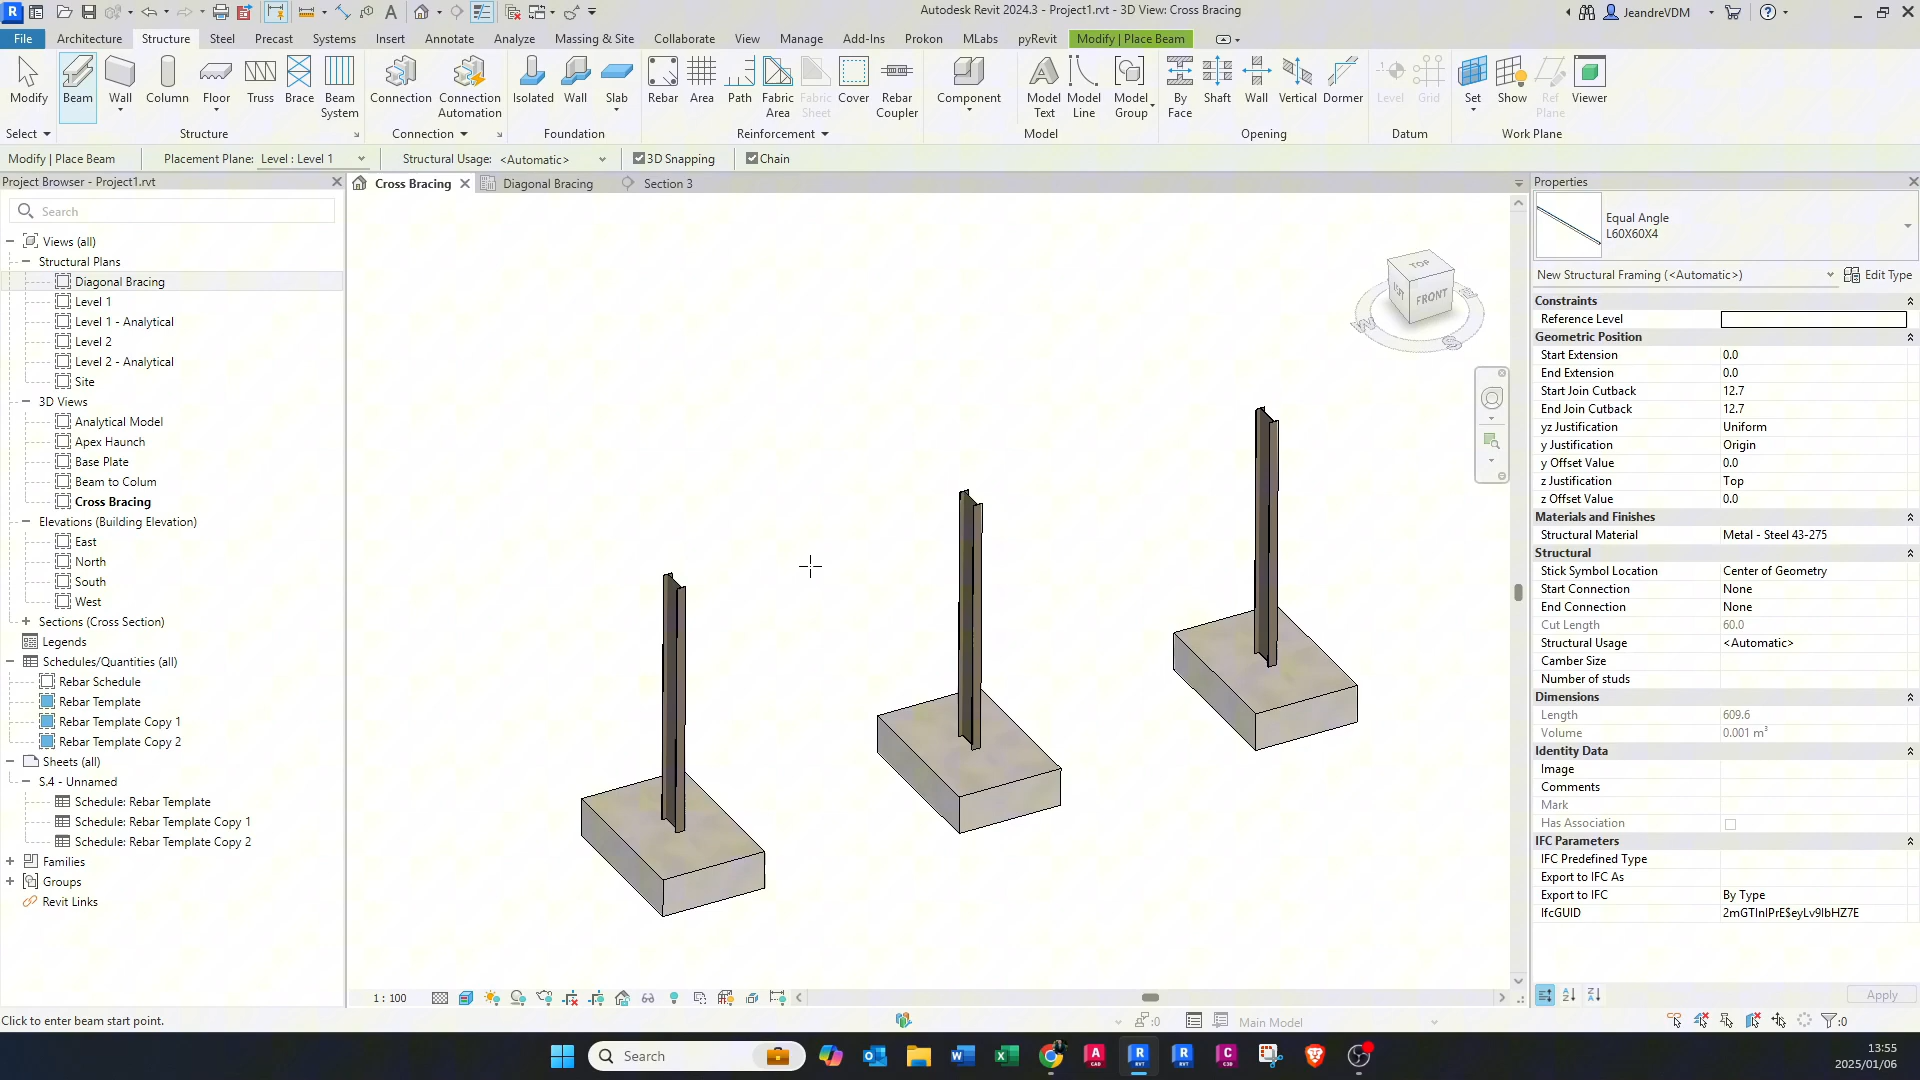 Autodesk Revit 2024.3 - Project1.rvt - 3D View: Cross Bracing
JeandreVDM
File Architecture Structure Steel Precast Systems Insert Annotate Analyze Massing & Site Collaborate View Manage Add-Ins Prokon MLabs pyRevit Modify | Place Beam
Modify Beam Wall Column Floor Truss Brace Beam System Connection Connection Automation Isolated Wall Slab Rebar Area Path Fabric Area Fabric Sheet Cover Rebar Coupler Component Model Text Model Line Model Group By Face Shaft Wall Vertical Dormer Level Grid Set Show Ref Plane Viewer
Select Structure Connection Foundation Reinforcement Model Opening Datum Work Plane
Modify | Place Beam Placement Plane: Level : Level 1 Structural Usage: <Automatic> 3D Snapping Chain
Project Browser - Project1.rvt
Search
Views (all)
Structural Plans
Diagonal Bracing
Level 1
Level 1 - Analytical
Level 2
Level 2 - Analytical
Site
3D Views
Analytical Model
Apex Haunch
Base Plate
Beam to Colum
Cross Bracing
Elevations (Building Elevation)
East
North
South
West
Sections (Cross Section)
Legends
Schedules/Quantities (all)
Rebar Schedule
Rebar Template
Rebar Template Copy 1
Rebar Template Copy 2
Sheets (all)
S.4 - Unnamed
Schedule: Rebar Template
Schedule: Rebar Template Copy 1
Schedule: Rebar Template Copy 2
Families
Groups
Revit Links
Cross Bracing Diagonal Bracing Section 3
TOP
FRONT
W
S
1 : 100
Properties
Equal Angle
L60X60X4
New Structural Framing (<Automatic>) Edit Type
Constraints
Reference Level
Geometric Position
Start Extension 0.0
End Extension 0.0
Start Join Cutback 12.7
End Join Cutback 12.7
yz Justification Uniform
y Justification Origin
y Offset Value 0.0
z Justification Top
z Offset Value 0.0
Materials and Finishes
Structural Material Metal - Steel 43-275
Structural
Stick Symbol Location Center of Geometry
Start Connection None
End Connection None
Cut Length 60.0
Structural Usage <Automatic>
Camber Size
Number of studs
Dimensions
Length 609.6
Volume 0.001 m³
Identity Data
Image
Comments
Mark
Has Association
IFC Parameters
IFC Predefined Type
Export to IFC As
Export to IFC By Type
IfcGUID 2mGTlnlPrE$eyLv9lbHZ7E
Apply
Click to enter beam start point.
:0
Main Model
:0
Search
13:55
2025/01/06